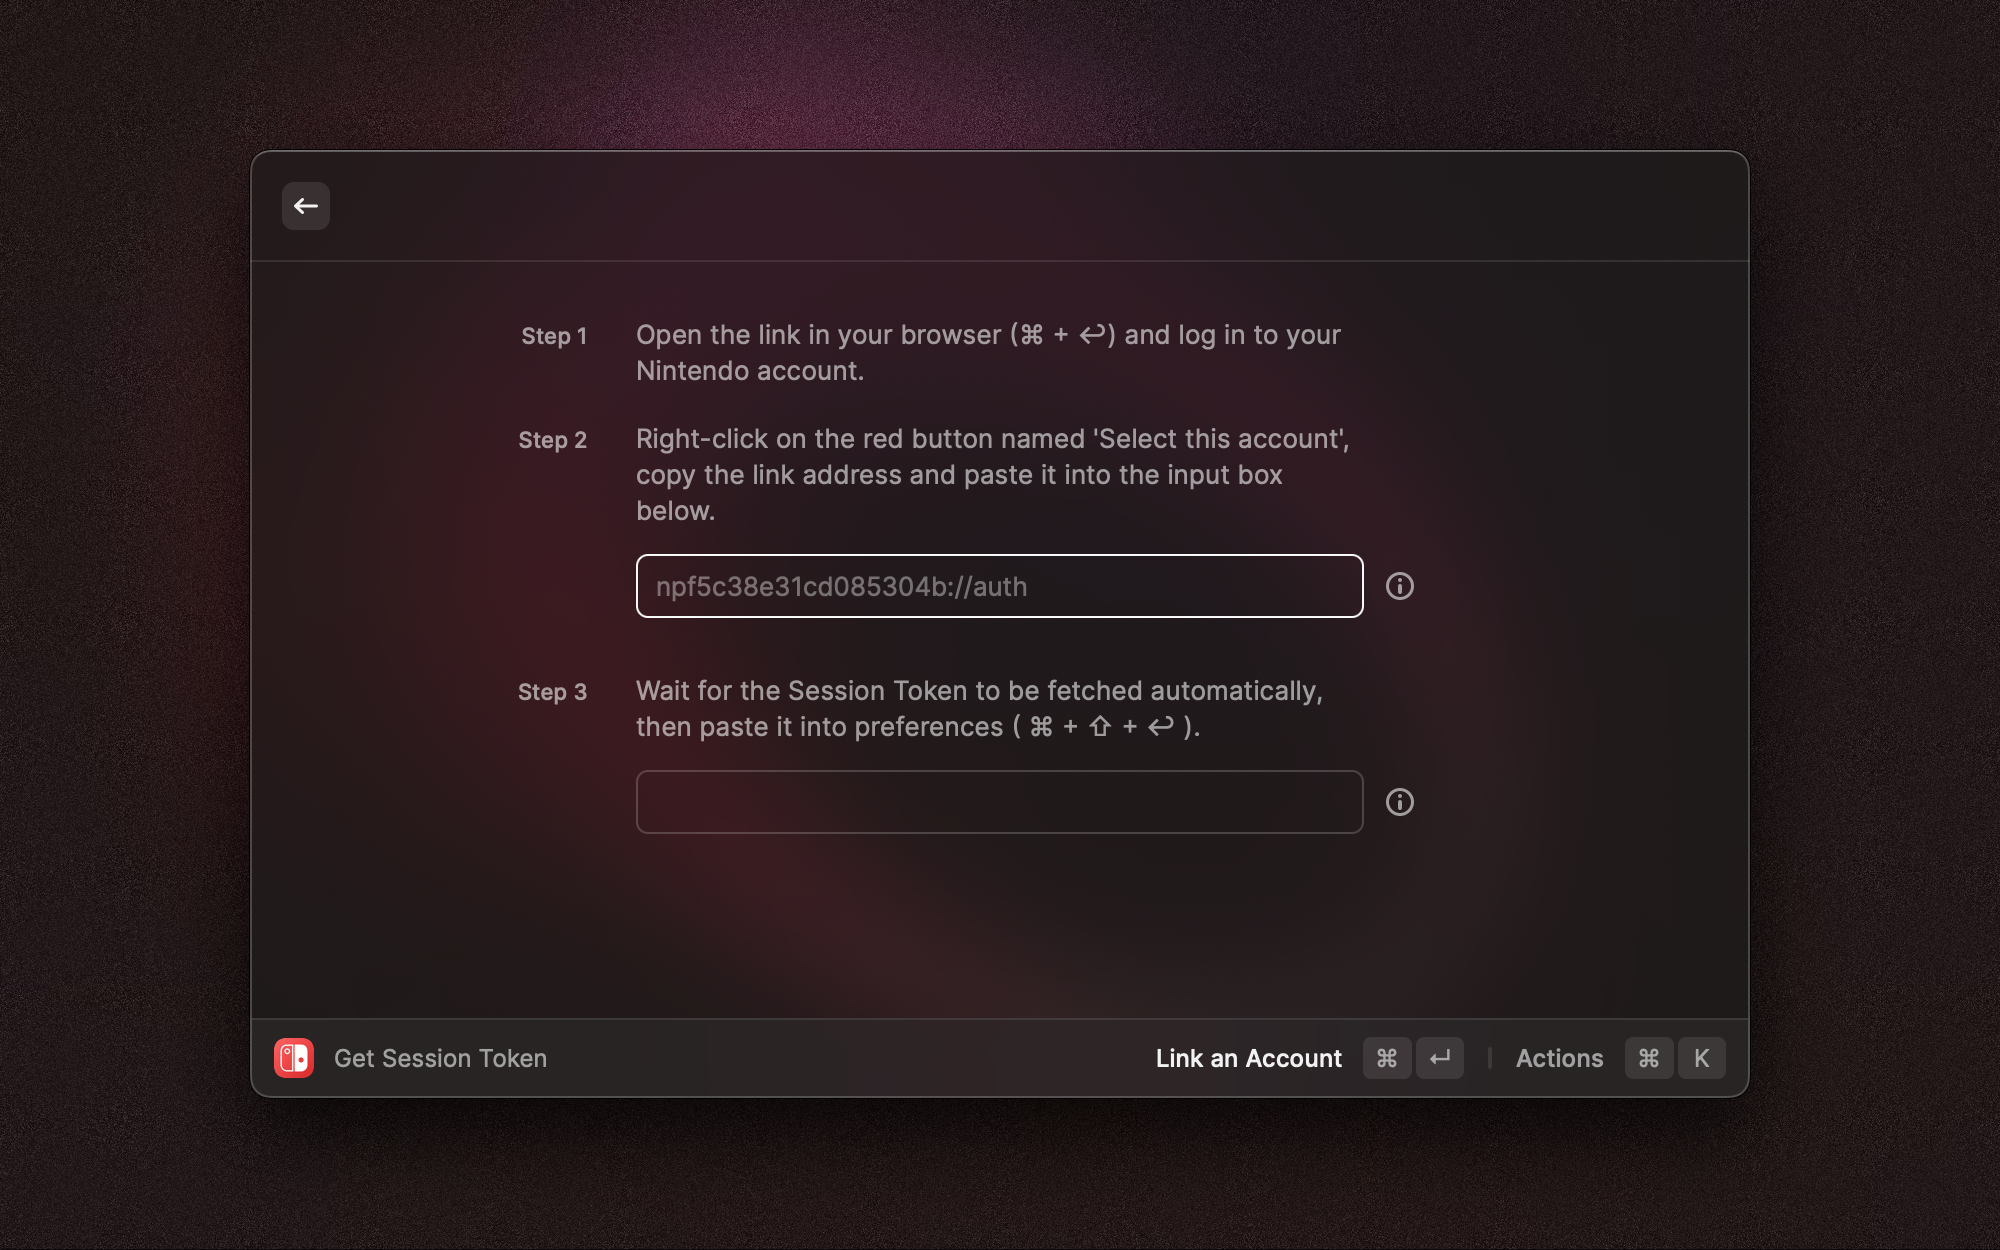 Step 1
Open the link in your browser (⌘ + ↩) and log in to your
Nintendo account.
Step 2
Right-click on the red button named 'Select this account',
copy the link address and paste it into the input box
below.
npf5c38e31cd085304b://auth
Step 3
Wait for the Session Token to be fetched automatically,
then paste it into preferences ( ⌘ + ⇧ + ↩ ).
Get Session Token
Link an Account ⌘ ↵ | Actions ⌘ K